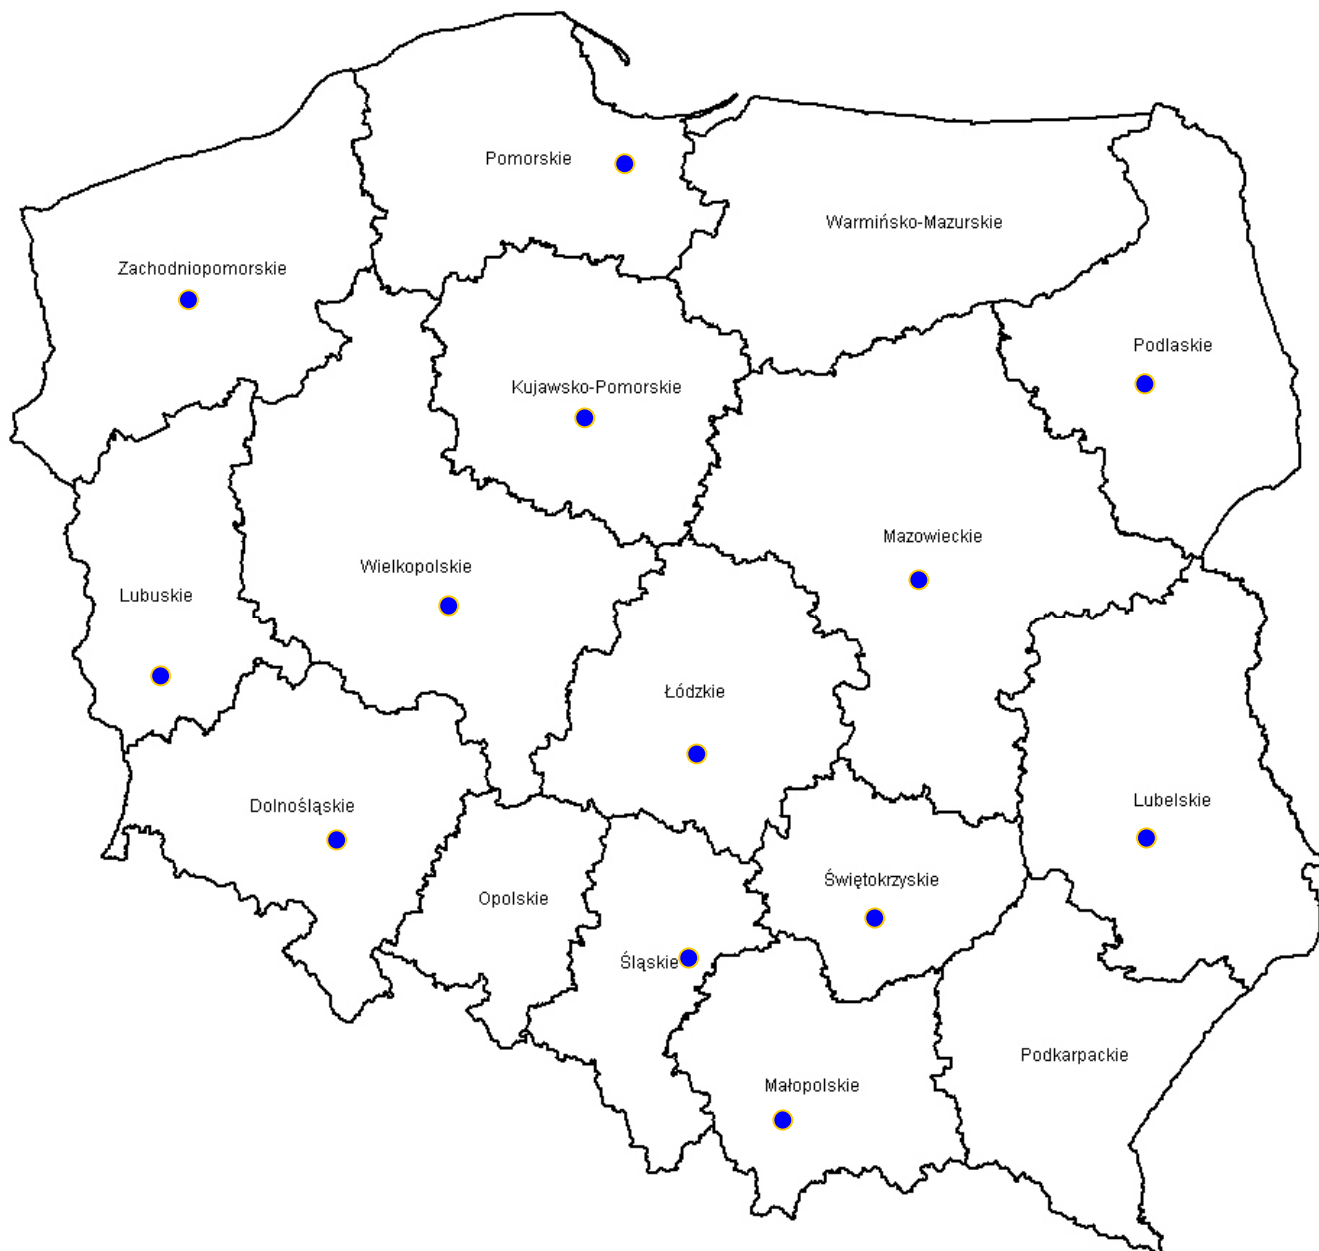 Pomorskie
Warmińsko-Mazurskie
Zachodniopomorskie
Podlaskie
Kujawsko-Pomorskie
Mazowieckie
Wielkopolskie
Lubuskie
Łódzkie
Dolnośląskie
Lubelskie
Świętokrzyskie
Opolskie
Śląskie
Podkarpackie
Małopolskie